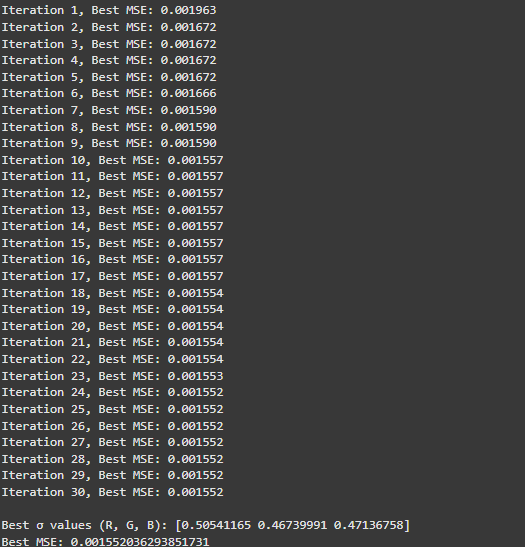 Iteration 1, Best MSE: 0.001963
Iteration 2, Best MSE: 0.001672
Iteration 3, Best MSE: 0.001672
Iteration 4, Best MSE: 0.001672
Iteration 5, Best MSE: 0.001672
Iteration 6, Best MSE: 0.001666
Iteration 7, Best MSE: 0.001590
Iteration 8, Best MSE: 0.001590
Iteration 9, Best MSE: 0.001590
Iteration 10, Best MSE: 0.001557
Iteration 11, Best MSE: 0.001557
Iteration 12, Best MSE: 0.001557
Iteration 13, Best MSE: 0.001557
Iteration 14, Best MSE: 0.001557
Iteration 15, Best MSE: 0.001557
Iteration 16, Best MSE: 0.001557
Iteration 17, Best MSE: 0.001557
Iteration 18, Best MSE: 0.001554
Iteration 19, Best MSE: 0.001554
Iteration 20, Best MSE: 0.001554
Iteration 21, Best MSE: 0.001554
Iteration 22, Best MSE: 0.001554
Iteration 23, Best MSE: 0.001553
Iteration 24, Best MSE: 0.001552
Iteration 25, Best MSE: 0.001552
Iteration 26, Best MSE: 0.001552
Iteration 27, Best MSE: 0.001552
Iteration 28, Best MSE: 0.001552
Iteration 29, Best MSE: 0.001552
Iteration 30, Best MSE: 0.001552
Best σ values (R, G, B): [0.50541165 0.46739991 0.47136758]
Best MSE: 0.001552036293851731